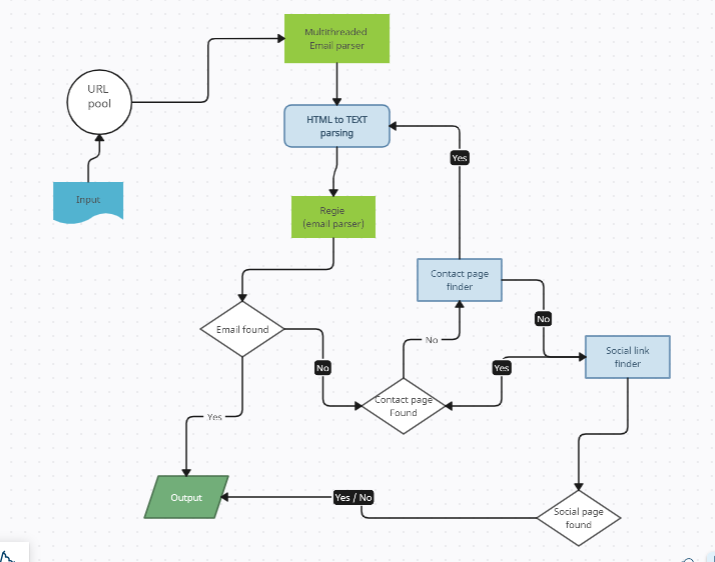 Multithreaded
Email parser
URL
pool
HTML to TEXT
parsing
Yes
Input
Regie
(email parser)
Contact page
finder
No
Email found
No
Social link
finder
No
Yes
Contact page
Found
Yes
Output
Yes / No
Social page
found